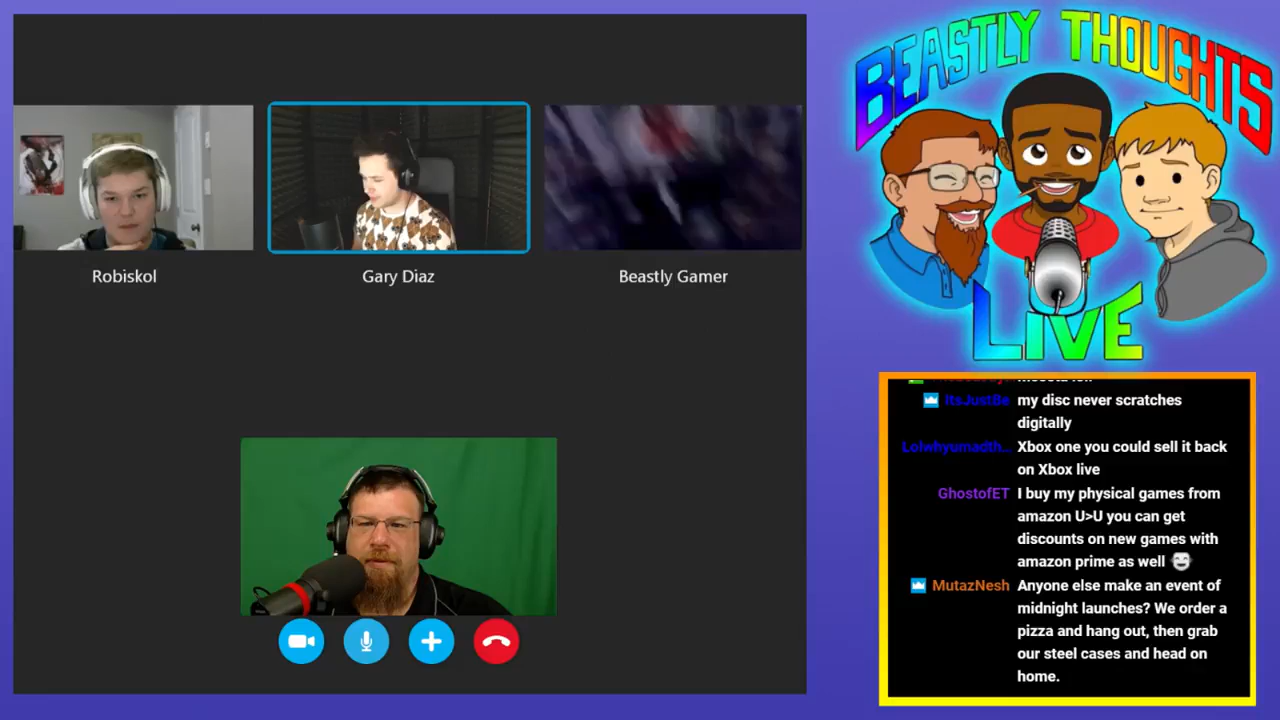 BEASTLY THOUGHTS
LIVE
Robiskol
Gary Diaz
Beastly Gamer
ItsJustBe
my disc never scratches
digitally
Lolwhyumadth..
Xbox one you could sell it back
on Xbox live
GhostofET
I buy my physical games from
amazon U>U you can get
discounts on new games with
amazon prime as well
MutazNesh
Anyone else make an event of
midnight launches? We order a
pizza and hang out, then grab
our steel cases and head on
home.